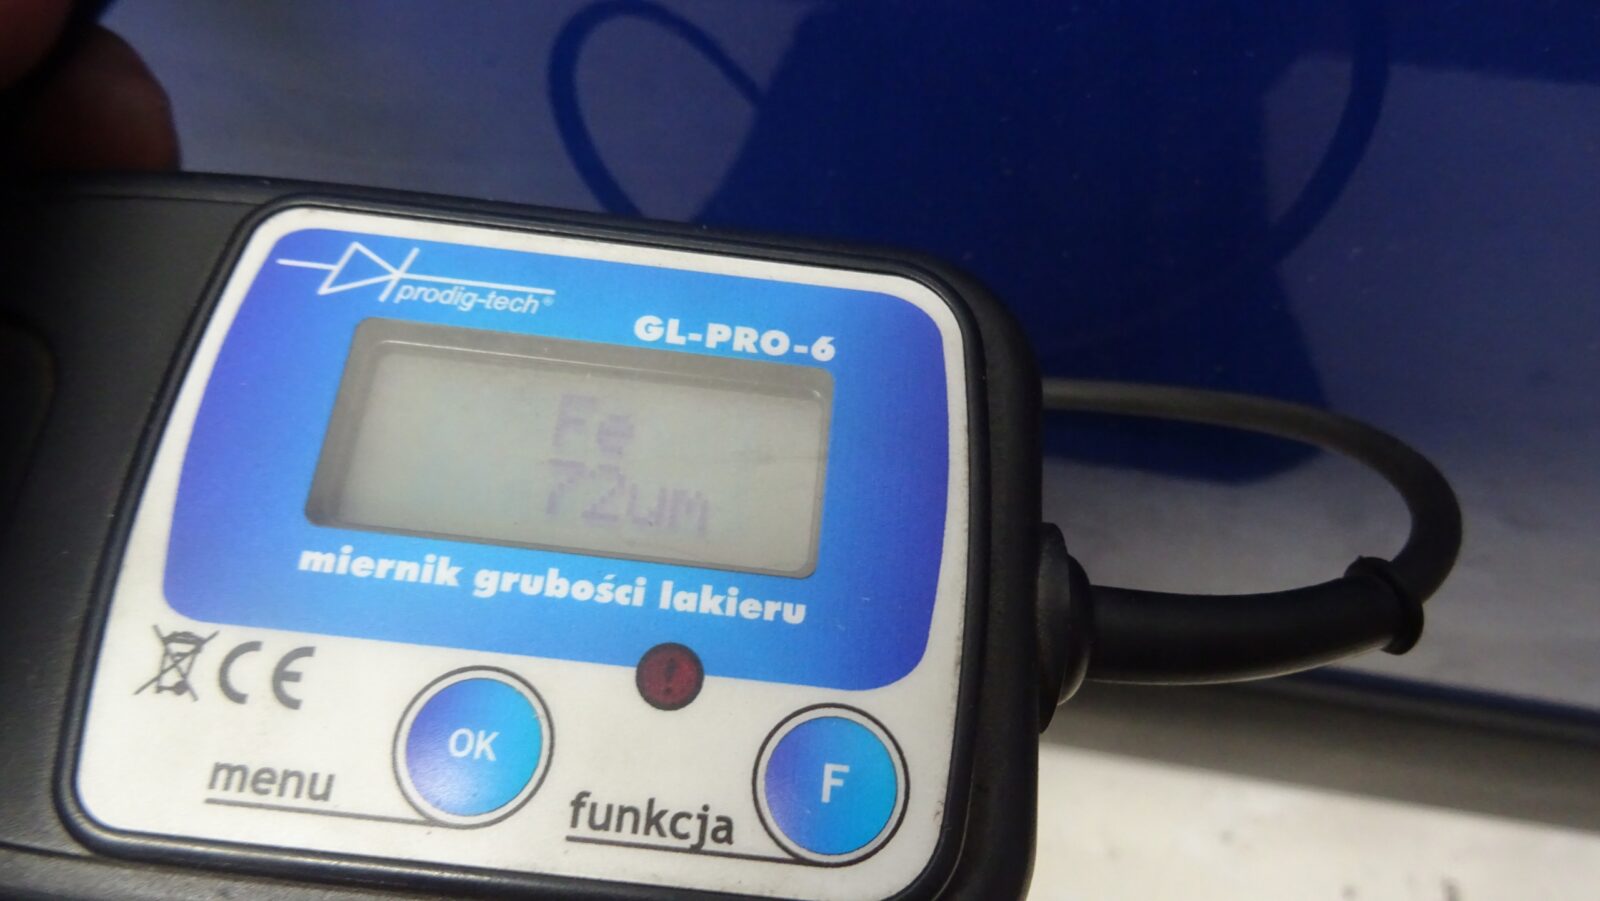 prodig-tech®
GL-PRO-6
Fe
72um
miernik grubości lakieru
CE
OK
menu
F
funkcja